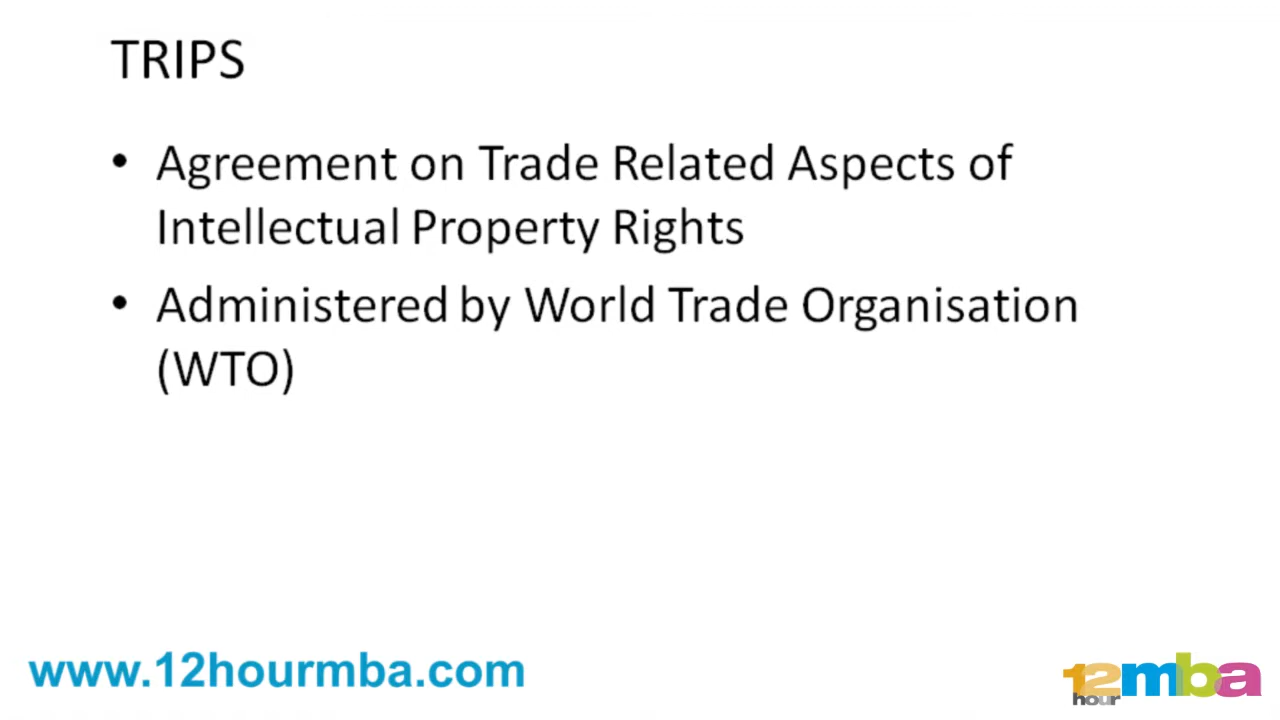 TRIPS
• Agreement on Trade Related Aspects of
Intellectual Property Rights
• Administered by World Trade Organisation
(WTO)
www.12hourmba.com
12mba
hour